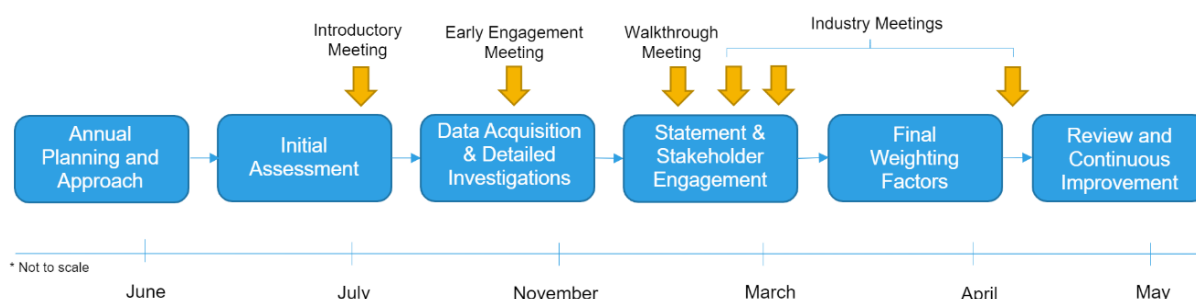 Introductory
Meeting
Early Engagement
Meeting
Walkthrough
Meeting
Industry Meetings
Annual
Planning and
Approach
Initial
Assessment
Data Acquisition
& Detailed
Investigations
Statement &
Stakeholder
Engagement
Final
Weighting
Factors
Review and
Continuous
Improvement
* Not to scale
June
July
November
March
April
May